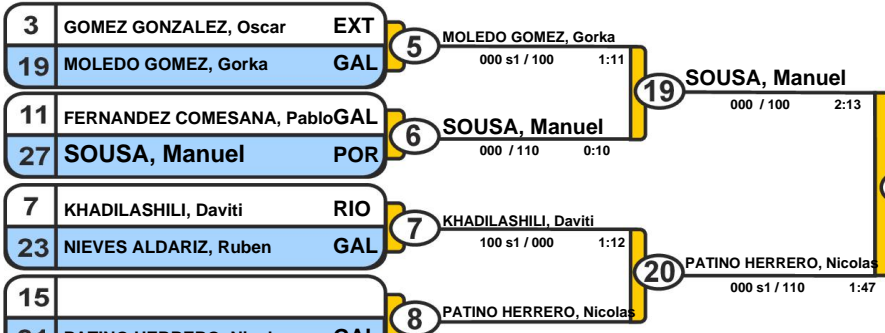 3 GOMEZ GONZALEZ, Oscar EXT
19 MOLEDO GOMEZ, Gorka GAL
5
MOLEDO GOMEZ, Gorka
000 s1 / 100 1:11
11 FERNANDEZ COMESANA, Pablo GAL
27 SOUSA, Manuel POR
6
SOUSA, Manuel
000 / 110 0:10
19
SOUSA, Manuel
000 / 100 2:13
7 KHADILASHILI, Daviti RIO
23 NIEVES ALDARIZ, Ruben GAL
7
KHADILASHILI, Daviti
100 s1 / 000 1:12
15
8
PATINO HERRERO, Nicolas
20
PATINO HERRERO, Nicolas
000 s1 / 110 1:47